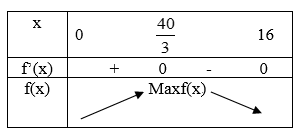 x 0 40/3 16
f’(x) + 0 - 0
f(x) Maxf(x)